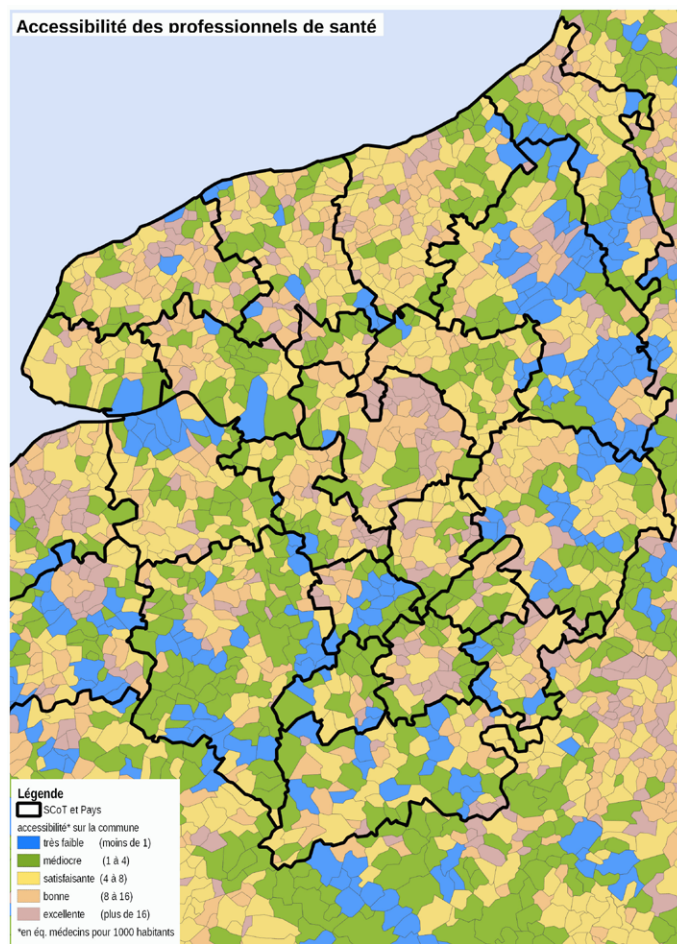 Accessibilité des professionnels de santé
Légende
SCoT et Pays
accessibilité* sur la commune
très faible (moins de 1)
médiocre (1 à 4)
satisfaisante (4 à 8)
bonne (8 à 16)
excellente (plus de 16)
*en éq. médecins pour 1000 habitants